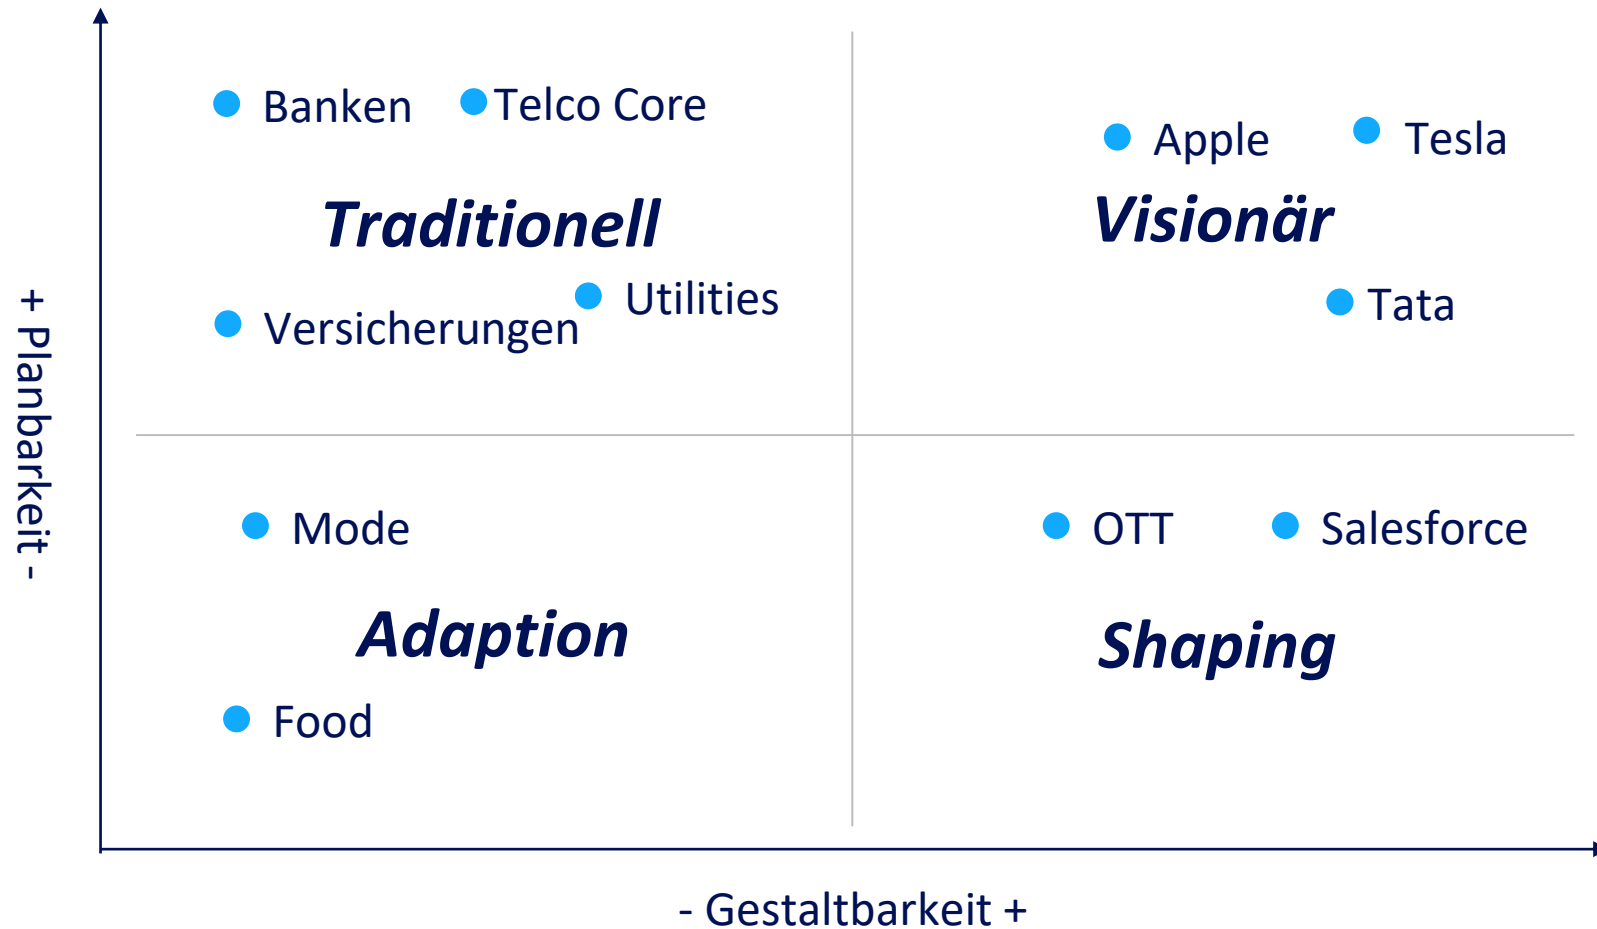 Banken
Telco Core
Apple
Tesla
Traditionell
Visionär
Utilities
Versicherungen
Tata
+ Planbarkeit -
Mode
OTT
Salesforce
Adaption
Shaping
Food
- Gestaltbarkeit +